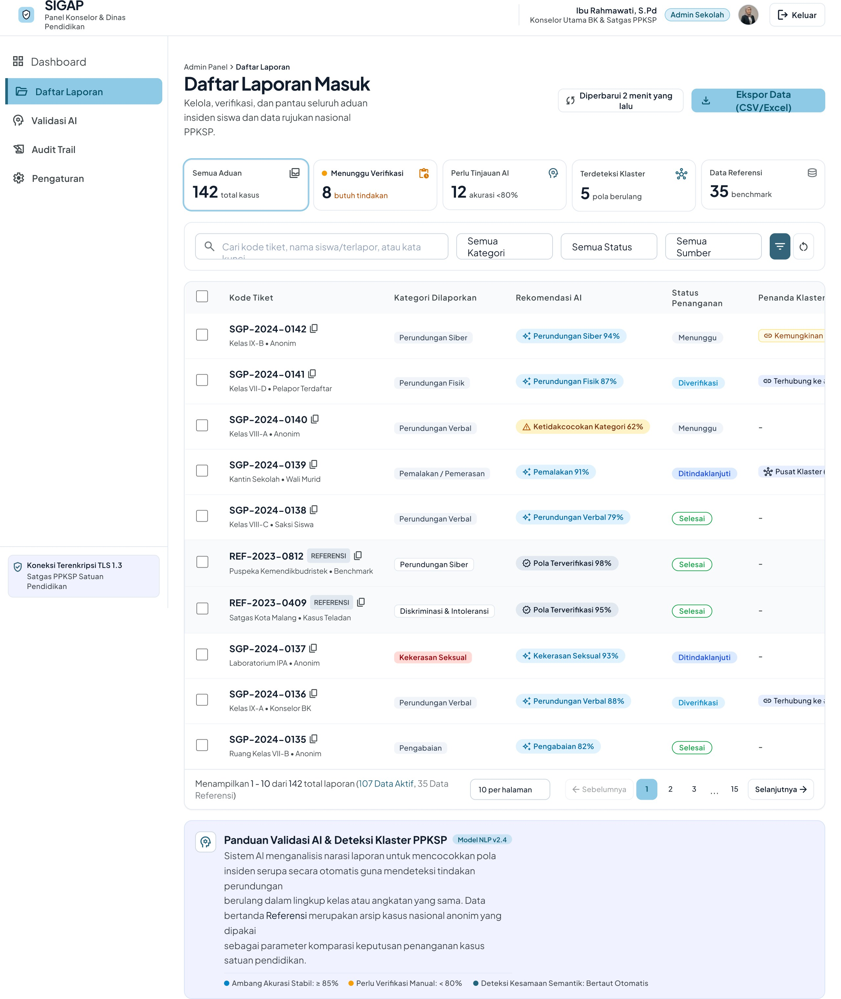 SIGAP
Panel Konselor & Dinas
Pendidikan
Ibu Rahmawati, S.Pd
Konselor Utama BK & Satgas PPKSP
Admin Sekolah
Keluar
Dashboard
Daftar Laporan
Validasi AI
Audit Trail
Pengaturan
Koneksi Terenkripsi TLS 1.3
Satgas PPKSP Satuan
Pendidikan
Admin Panel > Daftar Laporan
Daftar Laporan Masuk
Kelola, verifikasi, dan pantau seluruh aduan
insiden siswa dan data rujukan nasional
PPKSP.
Diperbarui 2 menit yang
lalu
Ekspor Data
(CSV/Excel)
Semua Aduan
142 total kasus
Menunggu Verifikasi
8 butuh tindakan
Perlu Tinjauan AI
12 akurasi <80%
Terdeteksi Klaster
5 pola berulang
Data Referensi
35 benchmark
Cari kode tiket, nama siswa/terlapor, atau kata
kunci
Semua
Kategori
Semua Status
Semua
Sumber
Kode Tiket
Kategori Dilaporkan
Rekomendasi AI
Status
Penanganan
Penanda Klaster
SGP-2024-0142
Kelas IX-B • Anonim
Perundungan Siber
Perundungan Siber 94%
Menunggu
Kemungkinan
SGP-2024-0141
Kelas VII-D • Pelapor Terdaftar
Perundungan Fisik
Perundungan Fisik 87%
Diverifikasi
Terhubung ke
SGP-2024-0140
Kelas VIII-A • Anonim
Perundungan Verbal
Ketidakcocokan Kategori 62%
Menunggu
-
SGP-2024-0139
Kantin Sekolah • Wali Murid
Pemalakan / Pemerasan
Pemalakan 91%
Ditindaklanjuti
Pusat Klaster (
SGP-2024-0138
Kelas VIII-C • Saksi Siswa
Perundungan Verbal
Perundungan Verbal 79%
Selesai
-
REF-2023-0812 REFERENSI
Puspeka Kemendikbudristek • Benchmark
Perundungan Siber
Pola Terverifikasi 98%
Selesai
-
REF-2023-0409 REFERENSI
Satgas Kota Malang • Kasus Teladan
Diskriminasi & Intoleransi
Pola Terverifikasi 95%
Selesai
-
SGP-2024-0137
Laboratorium IPA • Anonim
Kekerasan Seksual
Kekerasan Seksual 93%
Ditindaklanjuti
-
SGP-2024-0136
Kelas IX-A • Konselor BK
Perundungan Verbal
Perundungan Verbal 88%
Diverifikasi
Terhubung ke
SGP-2024-0135
Ruang Kelas VII-B • Anonim
Pengabaian
Pengabaian 82%
Selesai
-
Menampilkan 1 - 10 dari 142 total laporan (107 Data Aktif, 35 Data
Referensi)
10 per halaman
← Sebelumnya
1
2
3
...
15
Selanjutnya →
Panduan Validasi AI & Deteksi Klaster PPKSP
Model NLP v2.4
Sistem AI menganalisis narasi laporan untuk mencocokkan pola
insiden serupa secara otomatis guna mendeteksi tindakan
perundungan
berulang dalam lingkup kelas atau angkatan yang sama. Data
bertanda Referensi merupakan arsip kasus nasional anonim yang
dipakai
sebagai parameter komparasi keputusan penanganan kasus
satuan pendidikan.
Ambang Akurasi Stabil: ≥ 85%
Perlu Verifikasi Manual: < 80%
Deteksi Kesamaan Semantik: Bertaut Otomatis